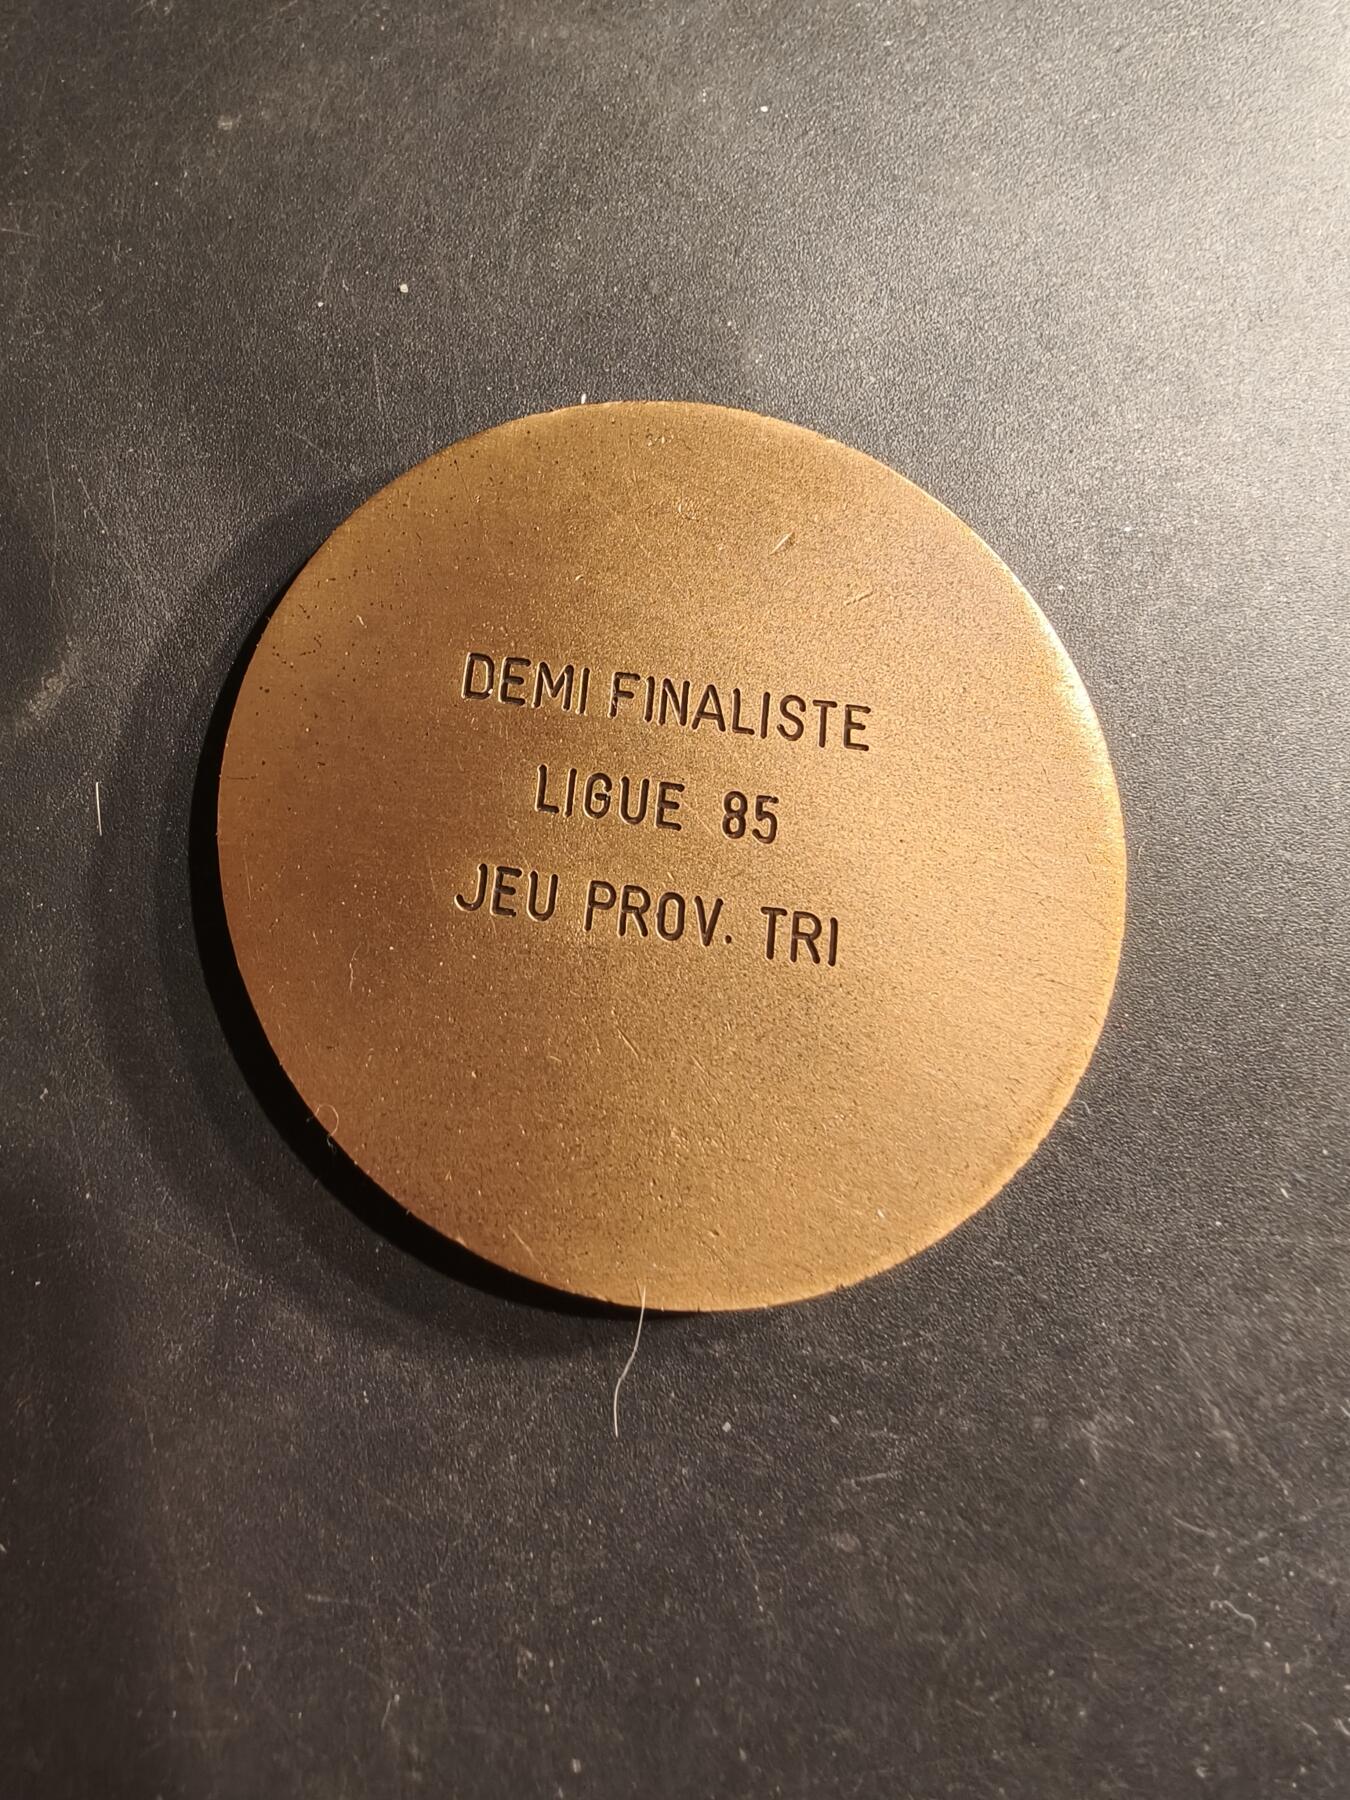 DEMI FINALISTE
LIGUE 85
JEU PROV. TRI